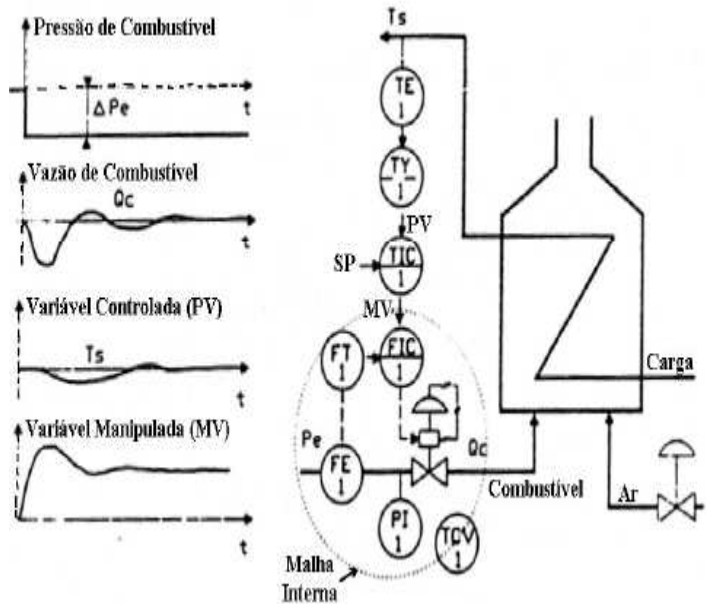 Pressão de Combustível
t
Δ Pe
Vazão de Combustível
Qc
t
Variável Controlada (PV)
Ts
t
Variável Manipulada (MV)
t
Ts
TE
1
TY
1
PV
SP
TIC
1
MV
FT
1
FIC
1
Pe
FE
1
Qc
PI
1
TCV
1
Malha
Interna
Combustível
Carga
Ar